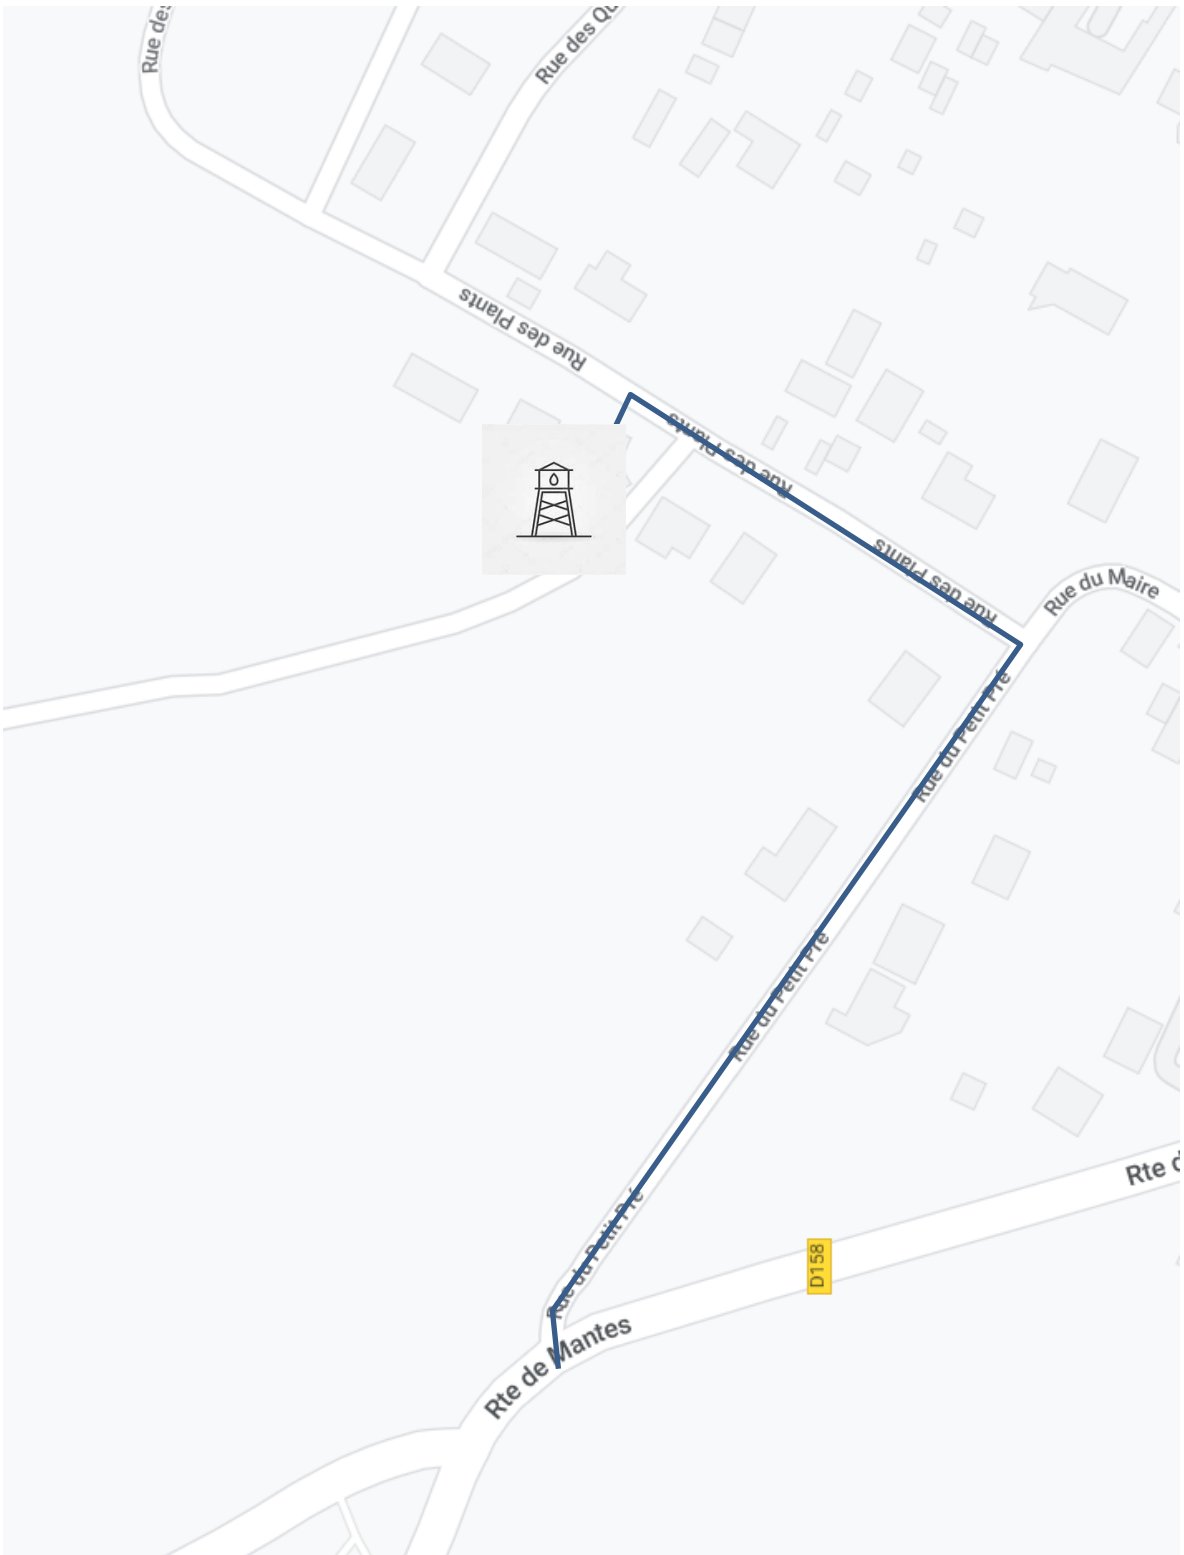 Rue des
Rue des Qu
Rue des Plants
Rue des Plants
Rue des Plants
Rue du Maire
Rue du Petit Pré
Rue du Petit Pré
Rue du Petit Pré
Rte d
D158
Rte de Mantes